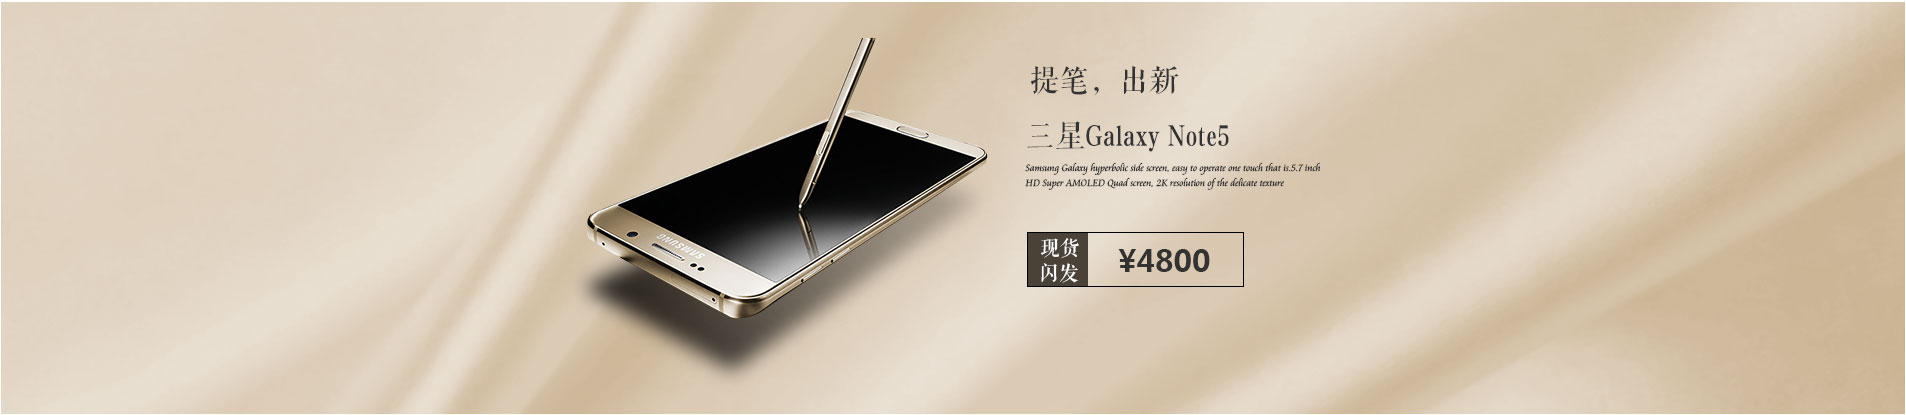 提笔，出新
三星Galaxy Note5
Samsung Galaxy hyperbolic side screen, easy to operate one touch that is.5.7 inch
HD Super AMOLED Quad screen, 2K resolution of the delicate texture
现货
闪发
¥4800
SAMSUNG